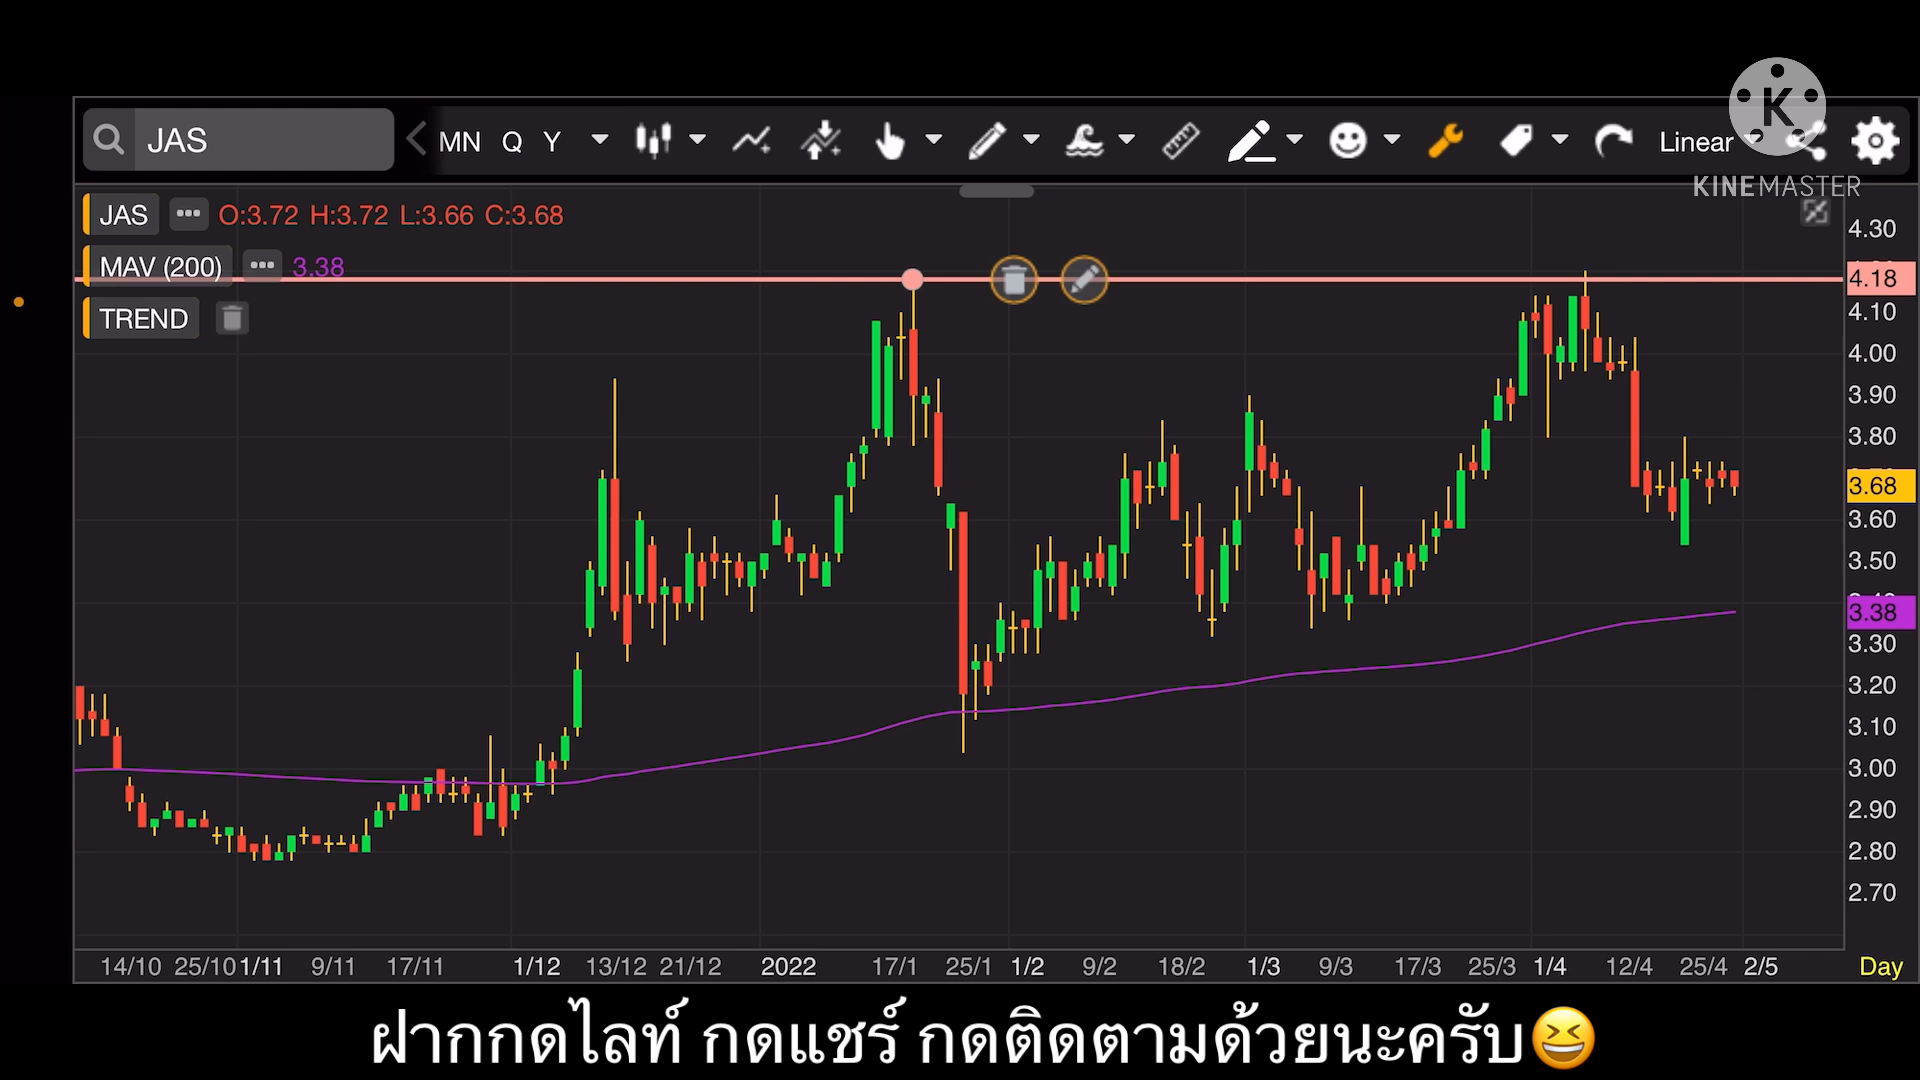 JAS
MN Q Y
Linear
KINEMASTER
JAS O:3.72 H:3.72 L:3.66 C:3.68
MAV (200) 3.38
TREND
4.30
4.18
4.10
4.00
3.90
3.80
3.68
3.60
3.50
3.38
3.30
3.20
3.10
3.00
2.90
2.80
2.70
14/10 25/10 1/11 9/11 17/11 1/12 13/12 21/12 2022 17/1 25/1 1/2 9/2 18/2 1/3 9/3 17/3 25/3 1/4 12/4 25/4 2/5 Day
ฝากกดไลท์ กดแชร์ กดติดตามด้วยนะครับ😆